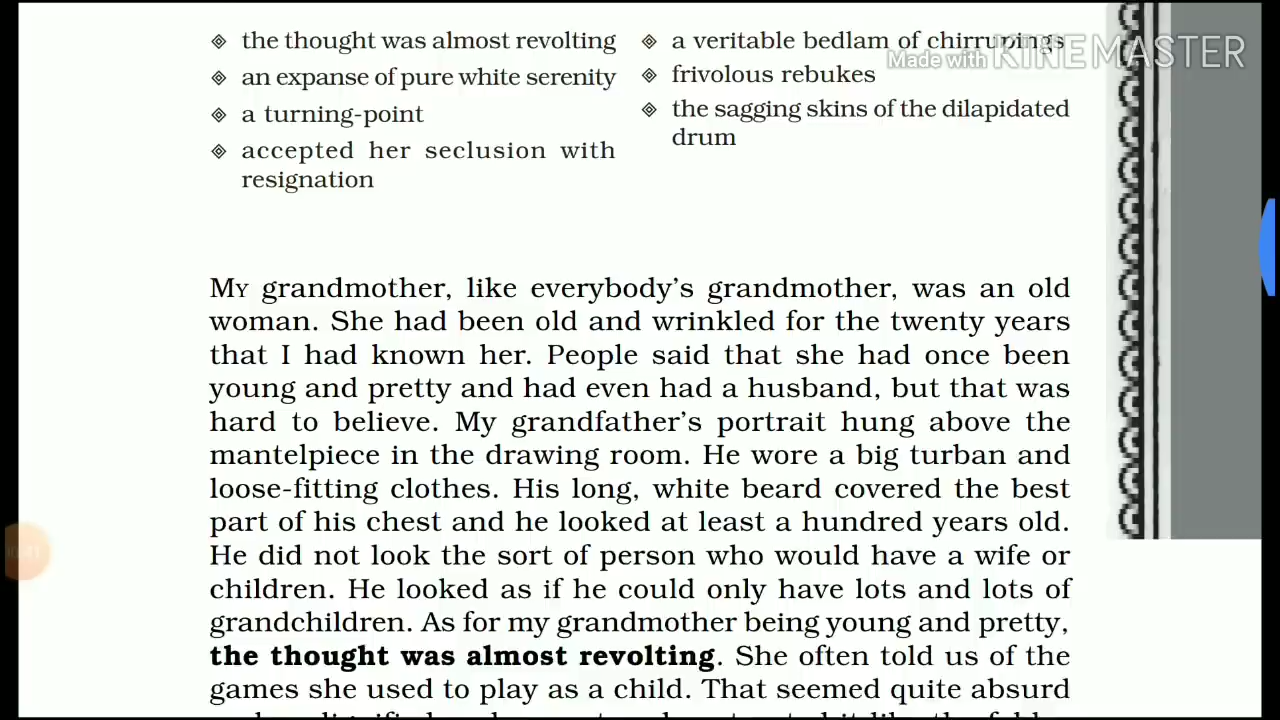 the thought was almost revolting
an expanse of pure white serenity
a turning-point
accepted her seclusion with
resignation
a veritable bedlam of chirrupings
frivolous rebukes
the sagging skins of the dilapidated
drum
Made with KINEMASTER
My grandmother, like everybody's grandmother, was an old
woman. She had been old and wrinkled for the twenty years
that I had known her. People said that she had once been
young and pretty and had even had a husband, but that was
hard to believe. My grandfather's portrait hung above the
mantelpiece in the drawing room. He wore a big turban and
loose-fitting clothes. His long, white beard covered the best
part of his chest and he looked at least a hundred years old.
He did not look the sort of person who would have a wife or
children. He looked as if he could only have lots and lots of
grandchildren. As for my grandmother being young and pretty,
the thought was almost revolting. She often told us of the
games she used to play as a child. That seemed quite absurd